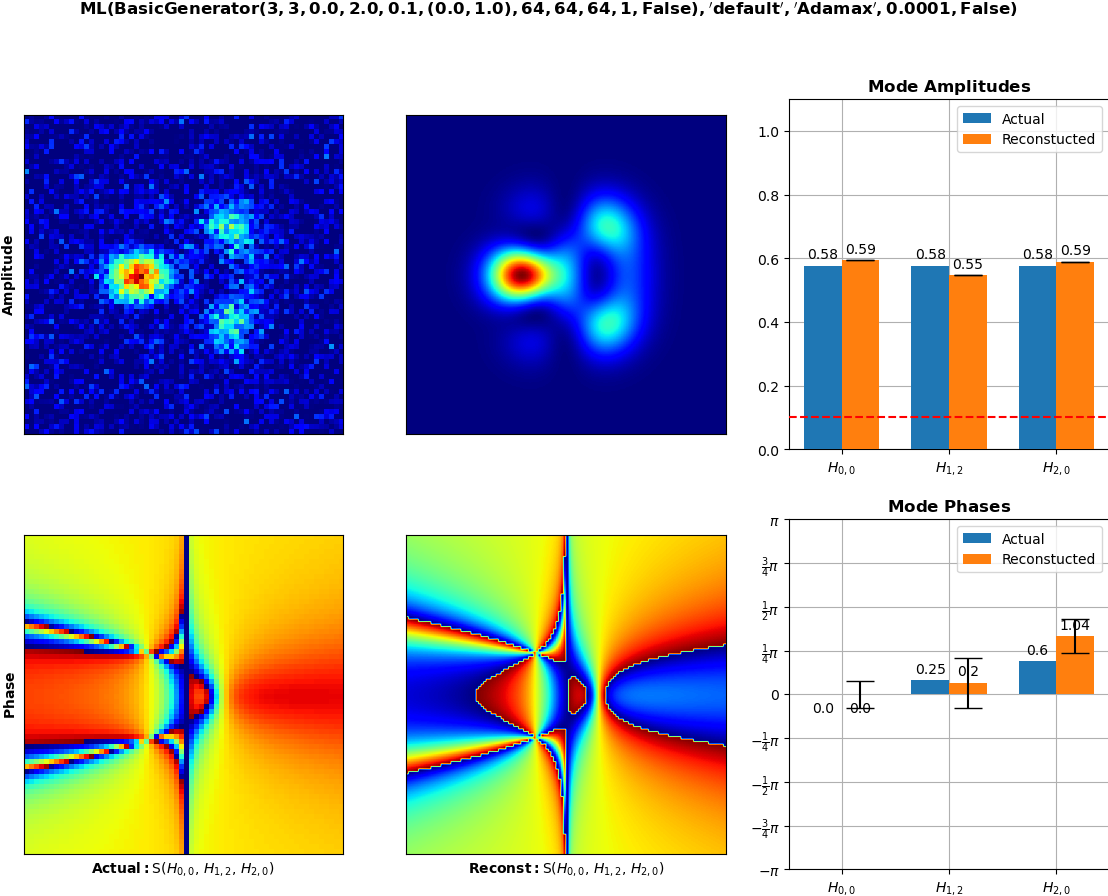 ML(BasicGenerator(3, 3, 0.0, 2.0, 0.1, (0.0, 1.0), 64, 64, 64, 1, False), ′default′, ′Adamax′, 0.0001, False)
Amplitude
Mode Amplitudes
Actual
Reconstucted
1.0
0.8
0.6
0.4
0.2
0.0
0.58
0.59
0.58
0.55
0.58
0.59
H0,0
H1,2
H2,0
Phase
Actual: S(H0,0, H1,2, H2,0)
Reconst: S(H0,0, H1,2, H2,0)
Mode Phases
Actual
Reconstucted
π
3/4π
1/2π
1/4π
0
−1/4π
−1/2π
−3/4π
−π
0.0
-0.0
0.25
0.2
0.6
1.04
H0,0
H1,2
H2,0